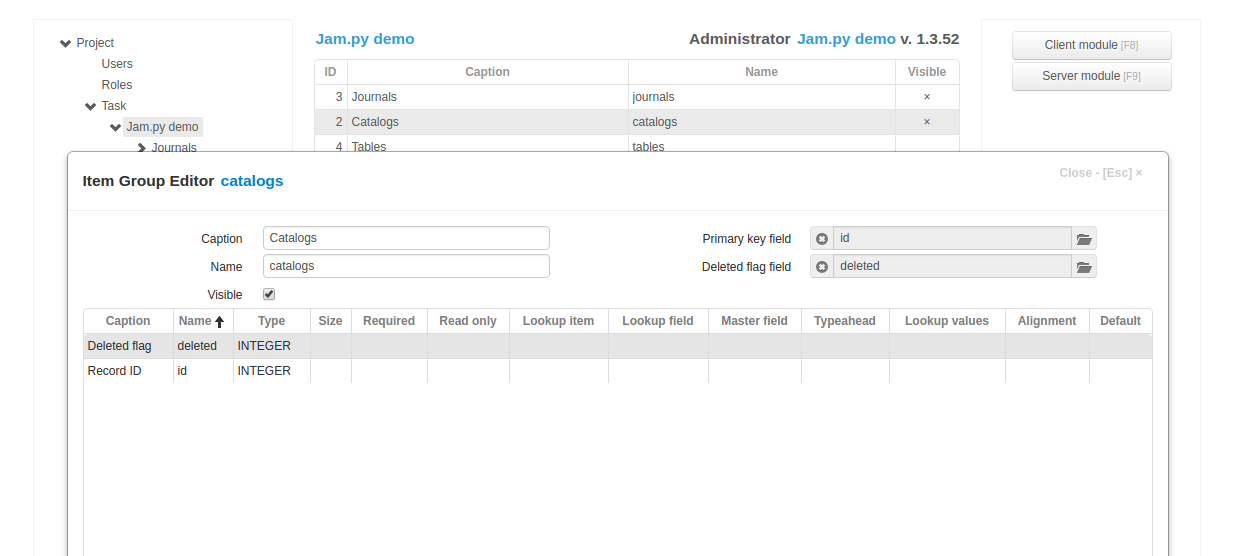 Project
Users
Roles
Task
Jam.py demo
Journals
Jam.py demo Administrator Jam.py demo v. 1.3.52
ID Caption Name Visible
3 Journals journals ×
2 Catalogs catalogs ×
4 Tables tables
Client module [F8]
Server module [F9]
Item Group Editor catalogs Close - [Esc] ×
Caption Catalogs Primary key field id
Name catalogs Deleted flag field deleted
Visible
Caption Name Type Size Required Read only Lookup item Lookup field Master field Typeahead Lookup values Alignment Default
Deleted flag deleted INTEGER
Record ID id INTEGER